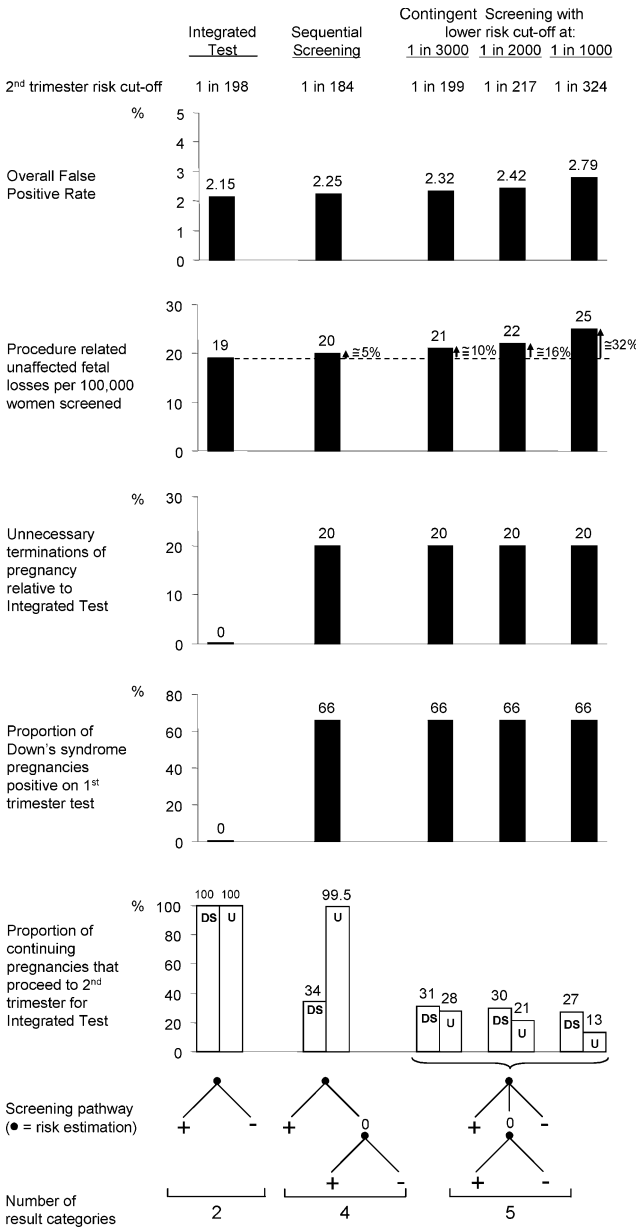 Contingent Screening with
lower risk cut-off at:
Integrated Test
Sequential Screening
1 in 3000 1 in 2000 1 in 1000
2nd trimester risk cut-off 1 in 198 1 in 184 1 in 199 1 in 217 1 in 324
%
5
4
3
2
1
0
Overall False
Positive Rate
2.15 2.25 2.32 2.42 2.79
30
20
10
0
Procedure related
unaffected fetal
losses per 100,000
women screened
19 20 21 22 25
≅5% ≅10% ≅16% ≅32%
%
30
20
10
0
Unnecessary
terminations of
pregnancy
relative to
Integrated Test
0 20 20 20 20
%
80
60
40
20
0
Proportion of
Down's syndrome
pregnancies
positive on 1st
trimester test
0 66 66 66 66
%
100
80
60
40
20
0
Proportion of
continuing
pregnancies that
proceed to 2nd
trimester for
Integrated Test
100 100 34 99.5 31 28 30 21 27 13
DS U DS U DS U DS U DS U
Screening pathway
(● = risk estimation)
+ - + 0 + 0 -
+ - + -
Number of
result categories
2 4 5